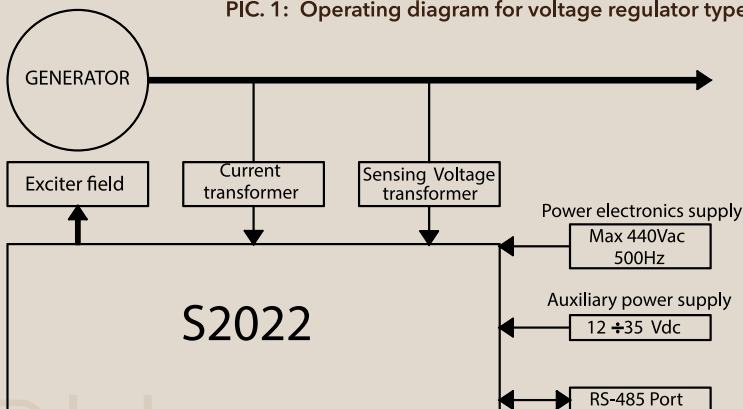 PIC. 1: Operating diagram for voltage regulator type
GENERATOR
Exciter field
Current
transformer
Sensing Voltage
transformer
Power electronics supply
Max 440Vac
500Hz
Auxiliary power supply
12 ÷35 Vdc
S2022
RS-485 Port